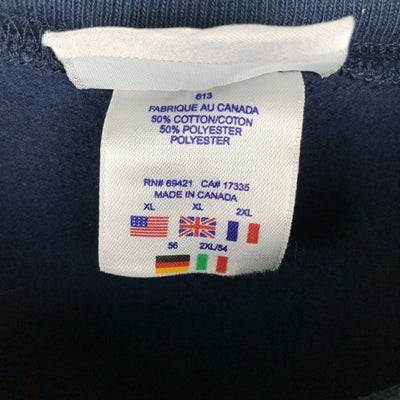 613
FABRIQUE AU CANADA
50% COTTON/COTON
50% POLYESTER
POLYESTER
RN# 69421 CA# 17335
MADE IN CANADA
XL XL 2XL
56 2XL/54